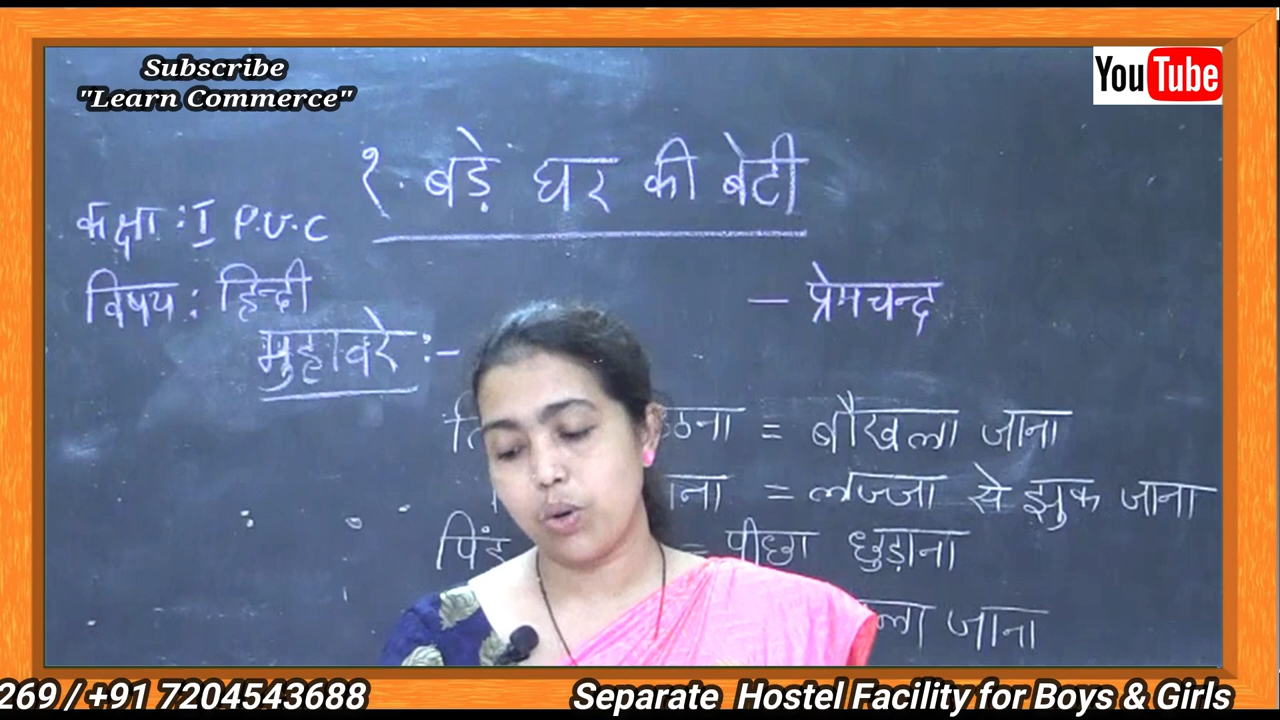 Subscribe
"Learn Commerce"
YouTube
१. बड़े घर की बेटी
कक्षा : I P.U.C
विषय : हिन्दी
– प्रेमचन्द
मुहावरे :-
= बौखला जाना
= लज्जा से झुक जाना
= पीछा छुड़ाना
जाना
269 / +91 7204543688
Separate Hostel Facility for Boys & Girls